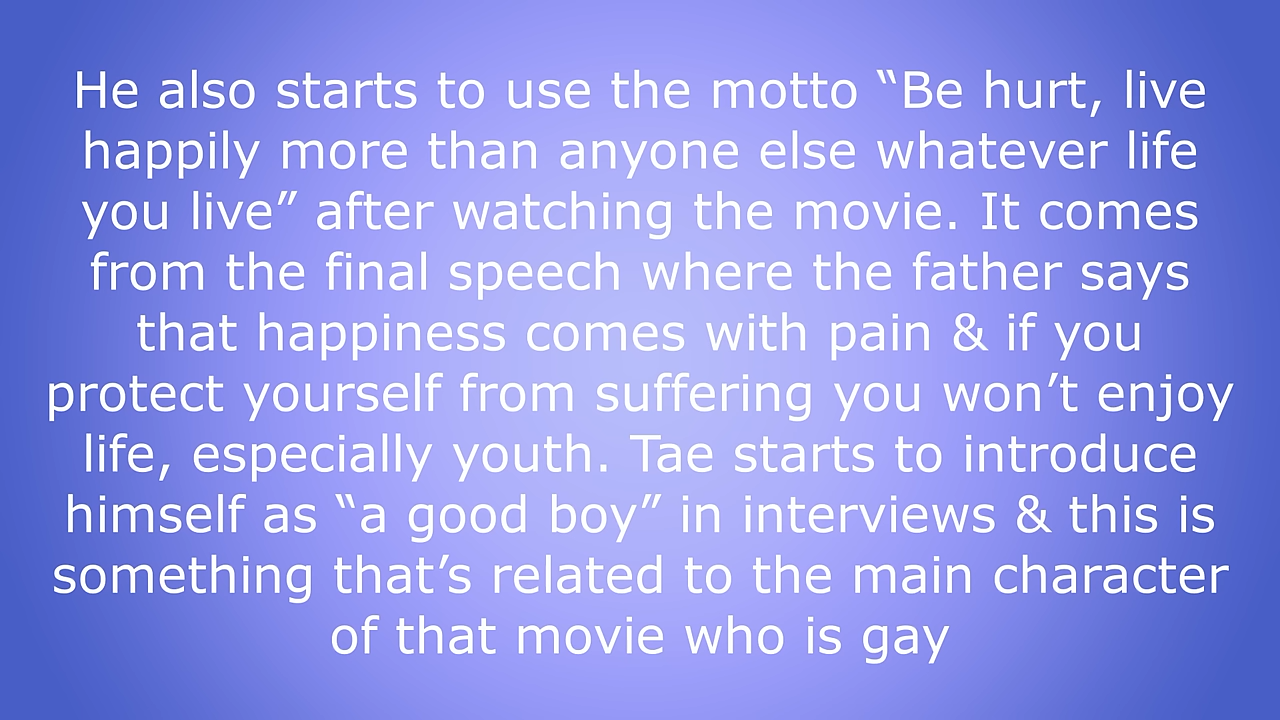 He also starts to use the motto “Be hurt, live
happily more than anyone else whatever life
you live” after watching the movie. It comes
from the final speech where the father says
that happiness comes with pain & if you
protect yourself from suffering you won’t enjoy
life, especially youth. Tae starts to introduce
himself as “a good boy” in interviews & this is
something that’s related to the main character
of that movie who is gay